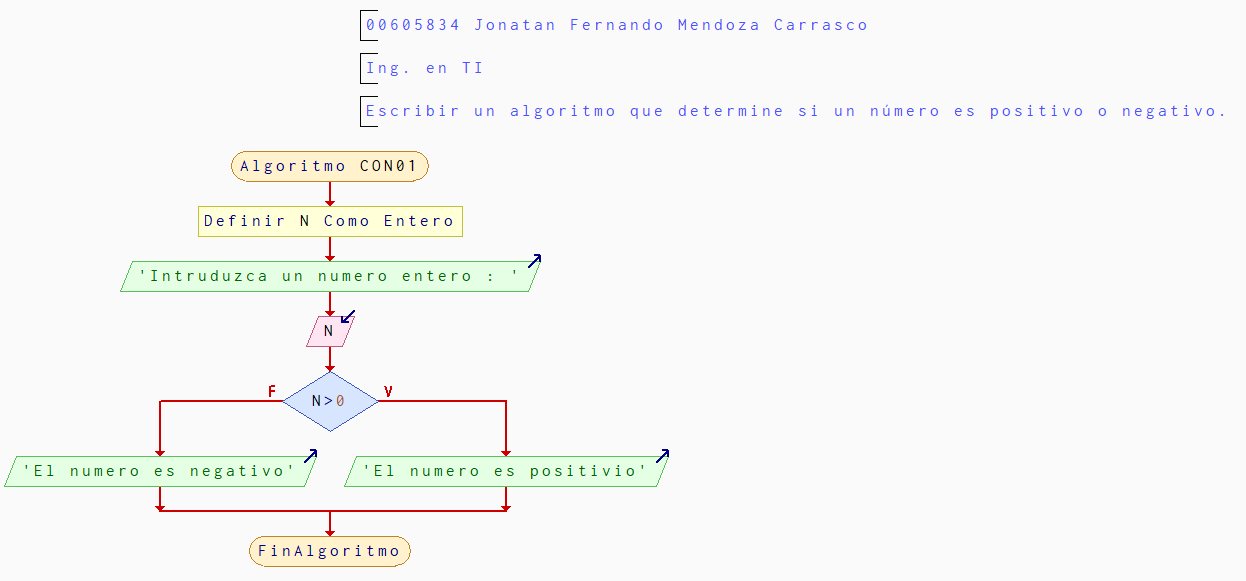 00605834 Jonatan Fernando Mendoza Carrasco
Ing. en TI
Escribir un algoritmo que determine si un número es positivo o negativo.
Algoritmo CON01
Definir N Como Entero
'Intruduzca un numero entero : '
N
F
V
N>0
'El numero es negativo'
'El numero es positivio'
FinAlgoritmo